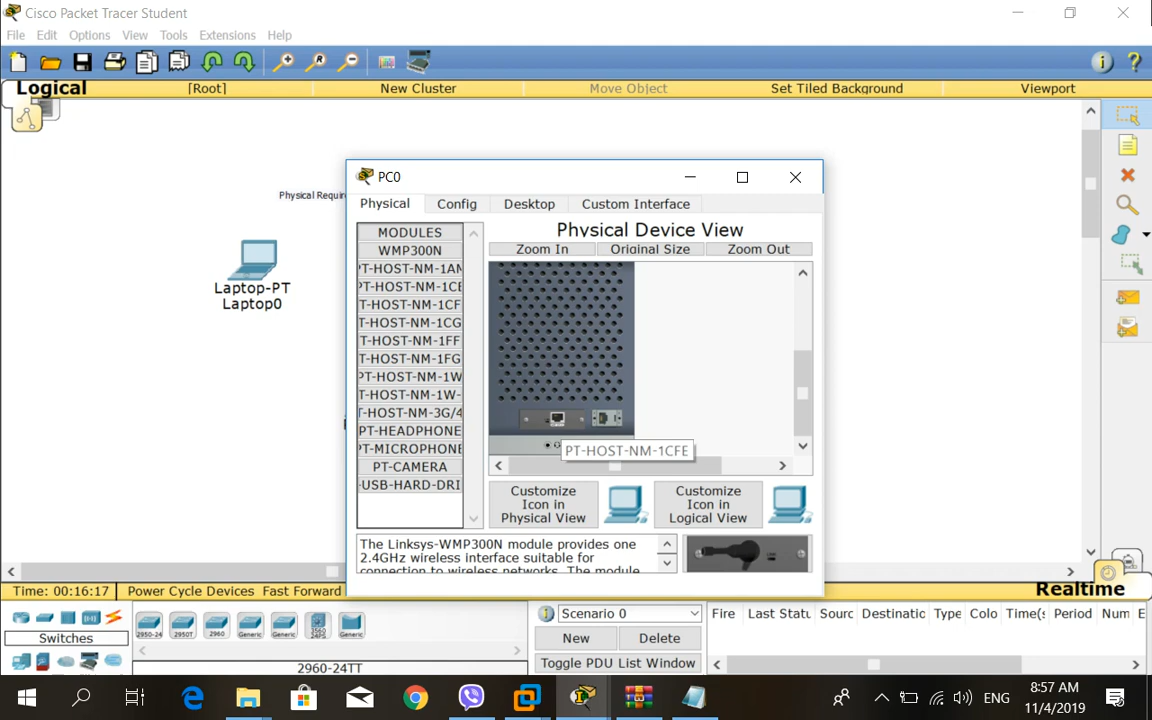 Cisco Packet Tracer Student
File Edit Options View Tools Extensions Help
Logical [Root] New Cluster Move Object Set Tiled Background Viewport
Physical Require
Laptop-PT
Laptop0
PC0
Physical Config Desktop Custom Interface
MODULES
WMP300N
PT-HOST-NM-1AM
PT-HOST-NM-1CE
T-HOST-NM-1CF
T-HOST-NM-1CG
T-HOST-NM-1FF
T-HOST-NM-1FG
PT-HOST-NM-1W
T-HOST-NM-1W-
T-HOST-NM-3G/4
PT-HEADPHONE
PT-MICROPHONE
PT-CAMERA
-USB-HARD-DRI
Physical Device View
Zoom In Original Size Zoom Out
PT-HOST-NM-1CFE
Customize
Icon in
Physical View
Customize
Icon in
Logical View
The Linksys-WMP300N module provides one
2.4GHz wireless interface suitable for
connection to wireless networks. The module
Time: 00:16:17 Power Cycle Devices Fast Forward Realtime
Switches
2950-24 2950T 2960 Generic Generic 3560 24PS Generic
2960-24TT
Scenario 0
New Delete
Toggle PDU List Window
Fire Last Statu Sourc Destinatio Type Colo Time(s Period Num E
ENG
8:57 AM
11/4/2019